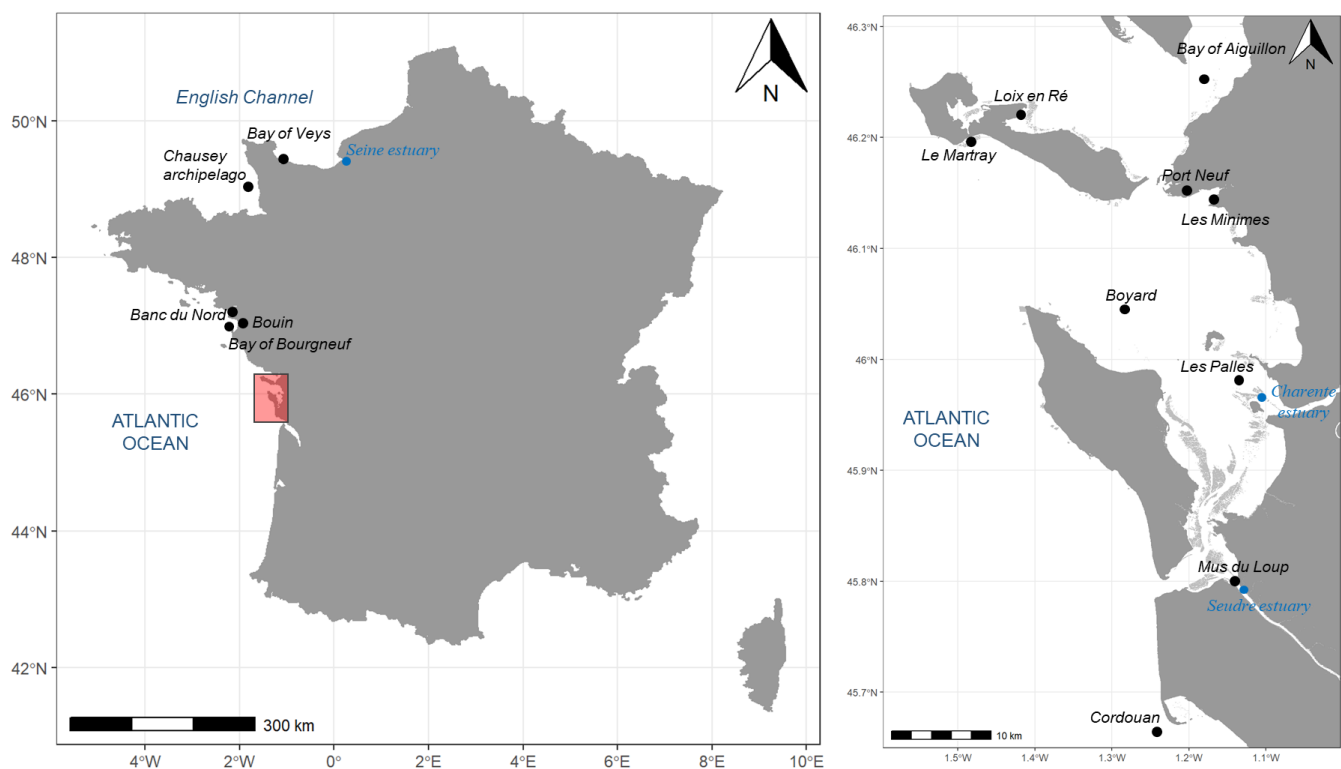 N
English Channel
50°N
Bay of Veys
Seine estuary
Chausey
archipelago
48°N
Banc du Nord
Bouin
Bay of Bourgneuf
46°N
ATLANTIC
OCEAN
44°N
42°N
300 km
4°W
2°W
0°E
2°E
4°E
6°E
8°E
10°E
46.3°N
Bay of Aiguillon
N
Loix en Ré
46.2°N
Le Martray
Port Neuf
Les Minimes
46.1°N
Boyard
46°N
Les Palles
Charente
estuary
ATLANTIC
OCEAN
45.9°N
Mus du Loup
45.8°N
Seudre estuary
45.7°N
Cordouan
10 km
1.5°W
1.4°W
1.3°W
1.2°W
1.1°W